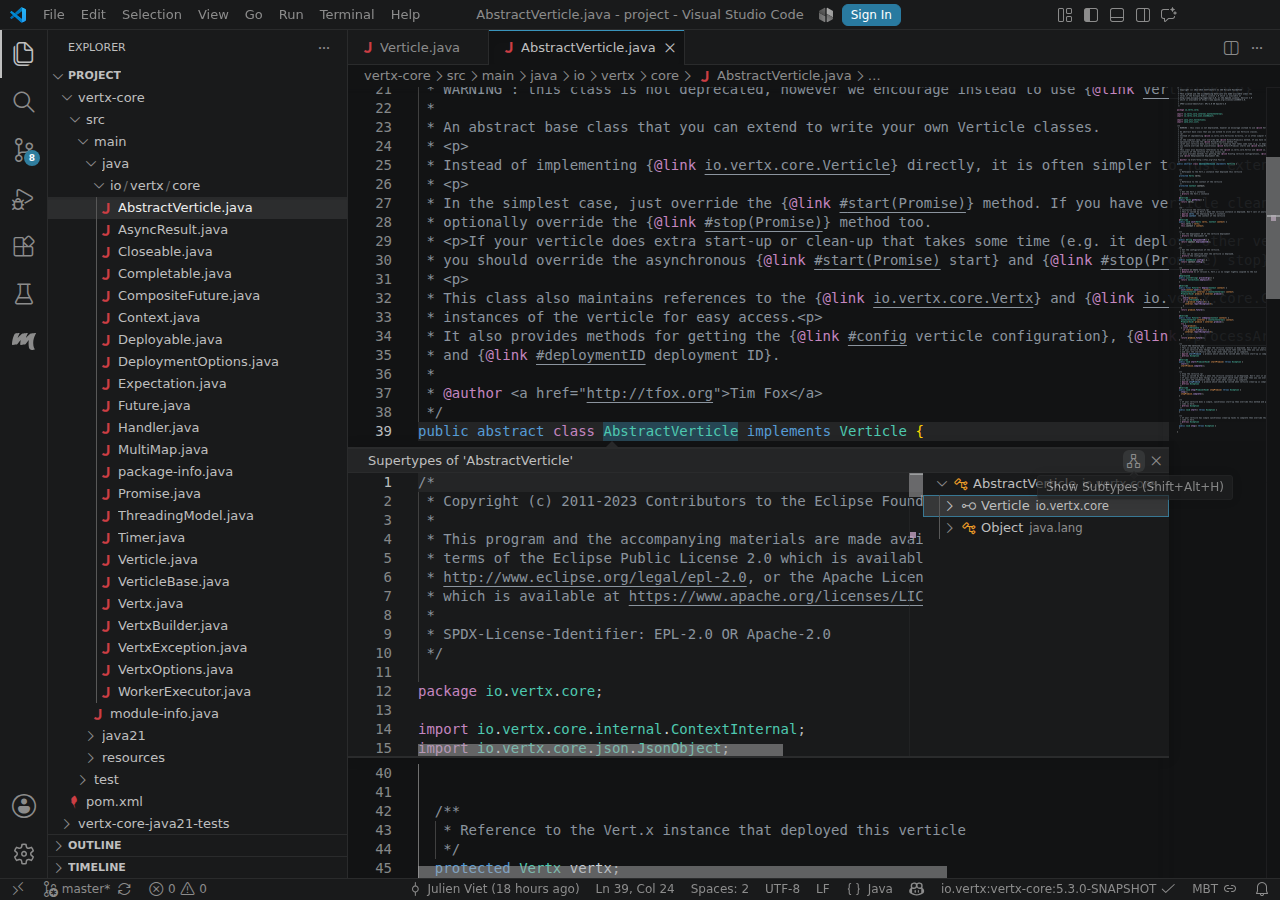 File Edit Selection View Go Run Terminal Help
AbstractVerticle.java - project - Visual Studio Code
Sign In
EXPLORER
PROJECT
vertx-core
src
main
java
io / vertx / core
AbstractVerticle.java
AsyncResult.java
Closeable.java
Completable.java
CompositeFuture.java
Context.java
Deployable.java
DeploymentOptions.java
Expectation.java
Future.java
Handler.java
MultiMap.java
package-info.java
Promise.java
ThreadingModel.java
Timer.java
Verticle.java
VerticleBase.java
Vertx.java
VertxBuilder.java
VertxException.java
VertxOptions.java
WorkerExecutor.java
module-info.java
java21
resources
test
pom.xml
vertx-core-java21-tests
OUTLINE
TIMELINE
8
Verticle.java
AbstractVerticle.java
vertx-core > src > main > java > io > vertx > core > AbstractVerticle.java > ...
21 * WARNING : this class is not deprecated, however we encourage instead to use {@link Ver
22 *
23 * An abstract base class that you can extend to write your own Verticle classes.
24 * <p>
25 * Instead of implementing {@link io.vertx.core.Verticle} directly, it is often simpler t
26 * <p>
27 * In the simplest case, just override the {@link #start(Promise)} method. If you have ver
28 * optionally override the {@link #stop(Promise)} method too.
29 * <p>If your verticle does extra start-up or clean-up that takes some time (e.g. it depl
30 * you should override the asynchronous {@link #start(Promise) start} and {@link #stop(Pr
31 * <p>
32 * This class also maintains references to the {@link io.vertx.core.Vertx} and {@link io.
33 * instances of the verticle for easy access.<p>
34 * It also provides methods for getting the {@link #config verticle configuration}, {@link
35 * and {@link #deploymentID deployment ID}.
36 *
37 * @author <a href="http://tfox.org">Tim Fox</a>
38 */
39 public abstract class AbstractVerticle implements Verticle {
Supertypes of 'AbstractVerticle'
1 /*
2 * Copyright (c) 2011-2023 Contributors to the Eclipse Found
3 *
4 * This program and the accompanying materials are made avai
5 * terms of the Eclipse Public License 2.0 which is availabl
6 * http://www.eclipse.org/legal/epl-2.0, or the Apache Licen
7 * which is available at https://www.apache.org/licenses/LIC
8 *
9 * SPDX-License-Identifier: EPL-2.0 OR Apache-2.0
10 */
11
12 package io.vertx.core;
13
14 import io.vertx.core.internal.ContextInternal;
15 import io.vertx.core.json.JsonObject;
AbstractV
Show Subtypes (Shift+Alt+H)
Verticle io.vertx.core
Object java.lang
40
41
42 /**
43 * Reference to the Vert.x instance that deployed this verticle
44 */
45 protected Vertx vertx;
master* 0 0 Julien Viet (18 hours ago) Ln 39, Col 24 Spaces: 2 UTF-8 LF { } Java io.vertx:vertx-core:5.3.0-SNAPSHOT MBT